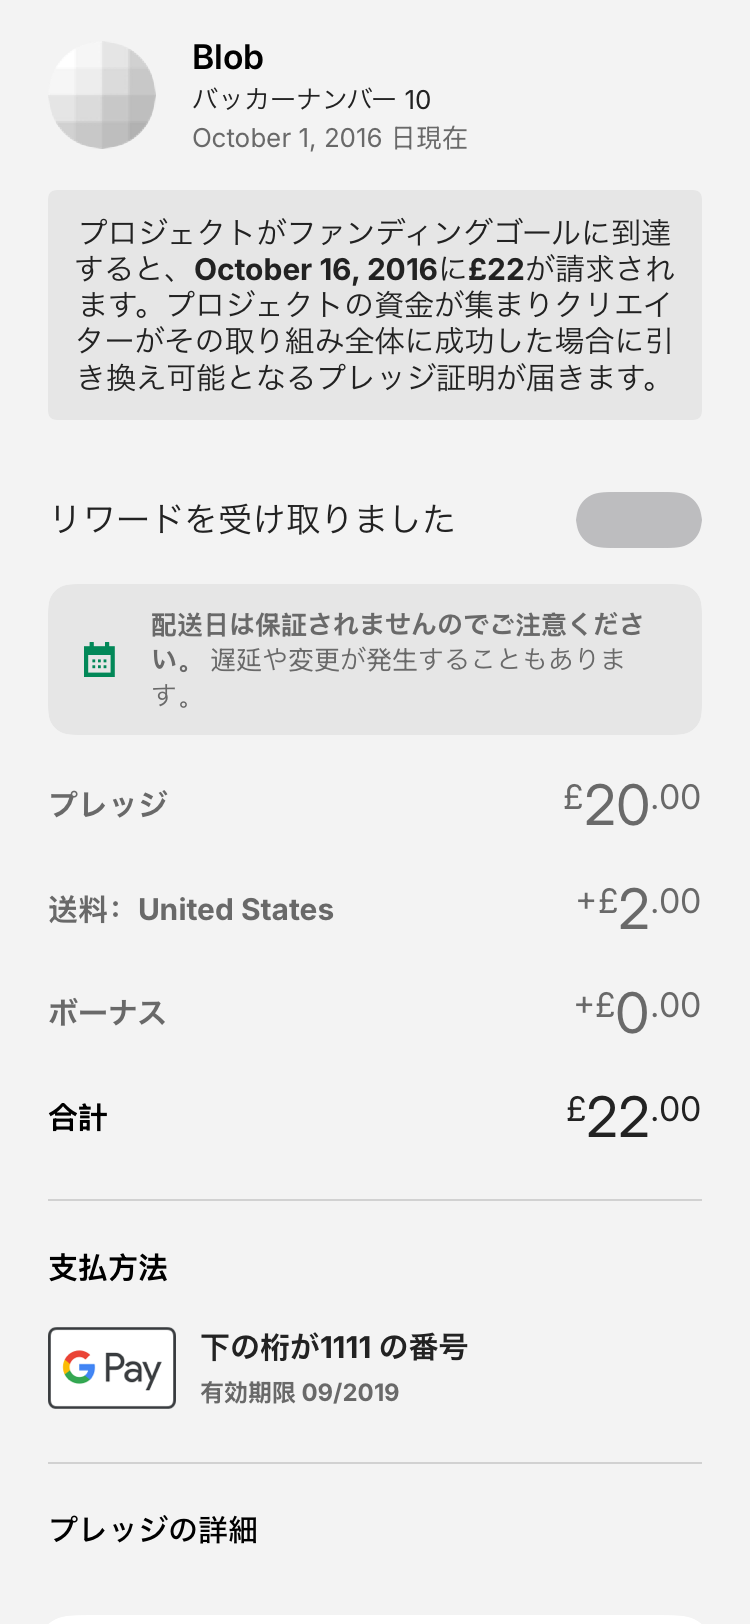 Blob
バッカーナンバー 10
October 1, 2016 日現在
プロジェクトがファンディングゴールに到達
すると、October 16, 2016に£22が請求され
ます。プロジェクトの資金が集まりクリエイ
ターがその取り組み全体に成功した場合に引
き換え可能となるプレッジ証明が届きます。
リワードを受け取りました
配送日は保証されませんのでご注意くださ
い。 遅延や変更が発生することもありま
す。
プレッジ £20.00
送料：United States +£2.00
ボーナス +£0.00
合計 £22.00
支払方法
G Pay
下の桁が1111 の番号
有効期限 09/2019
プレッジの詳細